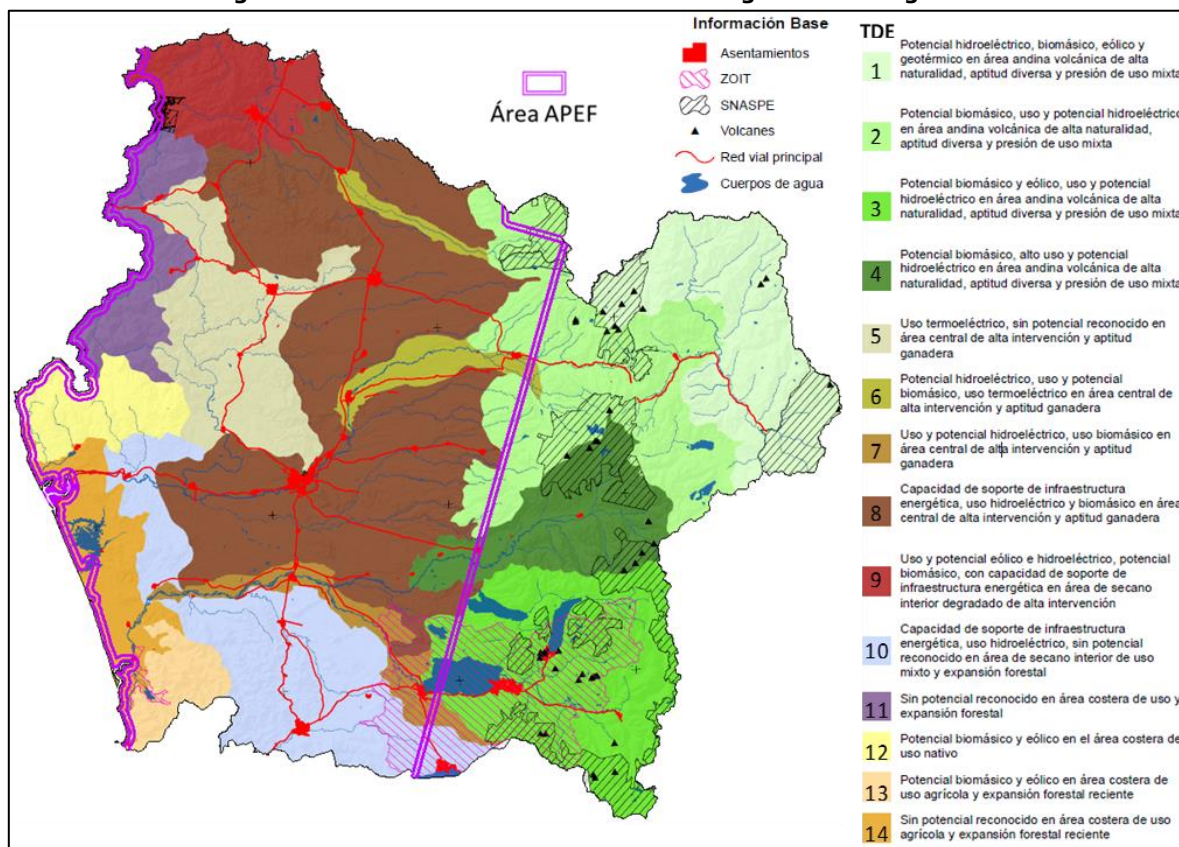 Información Base
Asentamientos
ZOIT
SNASPE
Volcanes
Red vial principal
Cuerpos de agua
Área APEF
TDE
1
Potencial hidroeléctrico, biomásico, eólico y
geotérmico en área andina volcánica de alta
naturalidad, aptitud diversa y presión de uso mixta
2
Potencial biomásico, uso y potencial hidroeléctrico
en área andina volcánica de alta naturalidad,
aptitud diversa y presión de uso mixta
3
Potencial biomásico y eólico, uso y potencial
hidroeléctrico en área andina volcánica de alta
naturalidad, aptitud diversa y presión de uso mixta
4
Potencial biomásico, alto uso y potencial
hidroeléctrico en área andina volcánica de alta
naturalidad, aptitud diversa y presión de uso mixta
5
Uso termoeléctrico, sin potencial reconocido en
área central de alta intervención y aptitud
ganadera
6
Potencial hidroeléctrico, uso y potencial
biomásico, uso termoeléctrico en área central de
alta intervención y aptitud ganadera
7
Uso y potencial hidroeléctrico, uso biomásico en
área central de alta intervención y aptitud
ganadera
8
Capacidad de soporte de infraestructura
energética, uso hidroeléctrico y biomásico en área
central de alta intervención y aptitud ganadera
9
Uso y potencial eólico e hidroeléctrico, potencial
biomásico, con capacidad de soporte de
infraestructura energética en área de secano
interior degradado de alta intervención
10
Capacidad de soporte de infraestructura
energética, uso hidroeléctrico, sin potencial
reconocido en área de secano interior de uso
mixto y expansión forestal
11
Sin potencial reconocido en área costera de uso y
expansión forestal
12
Potencial biomásico y eólico en el área costera de
uso nativo
13
Potencial biomásico y eólico en área costera de
uso agrícola y expansión forestal reciente
14
Sin potencial reconocido en área costera de uso
agrícola y expansión forestal reciente